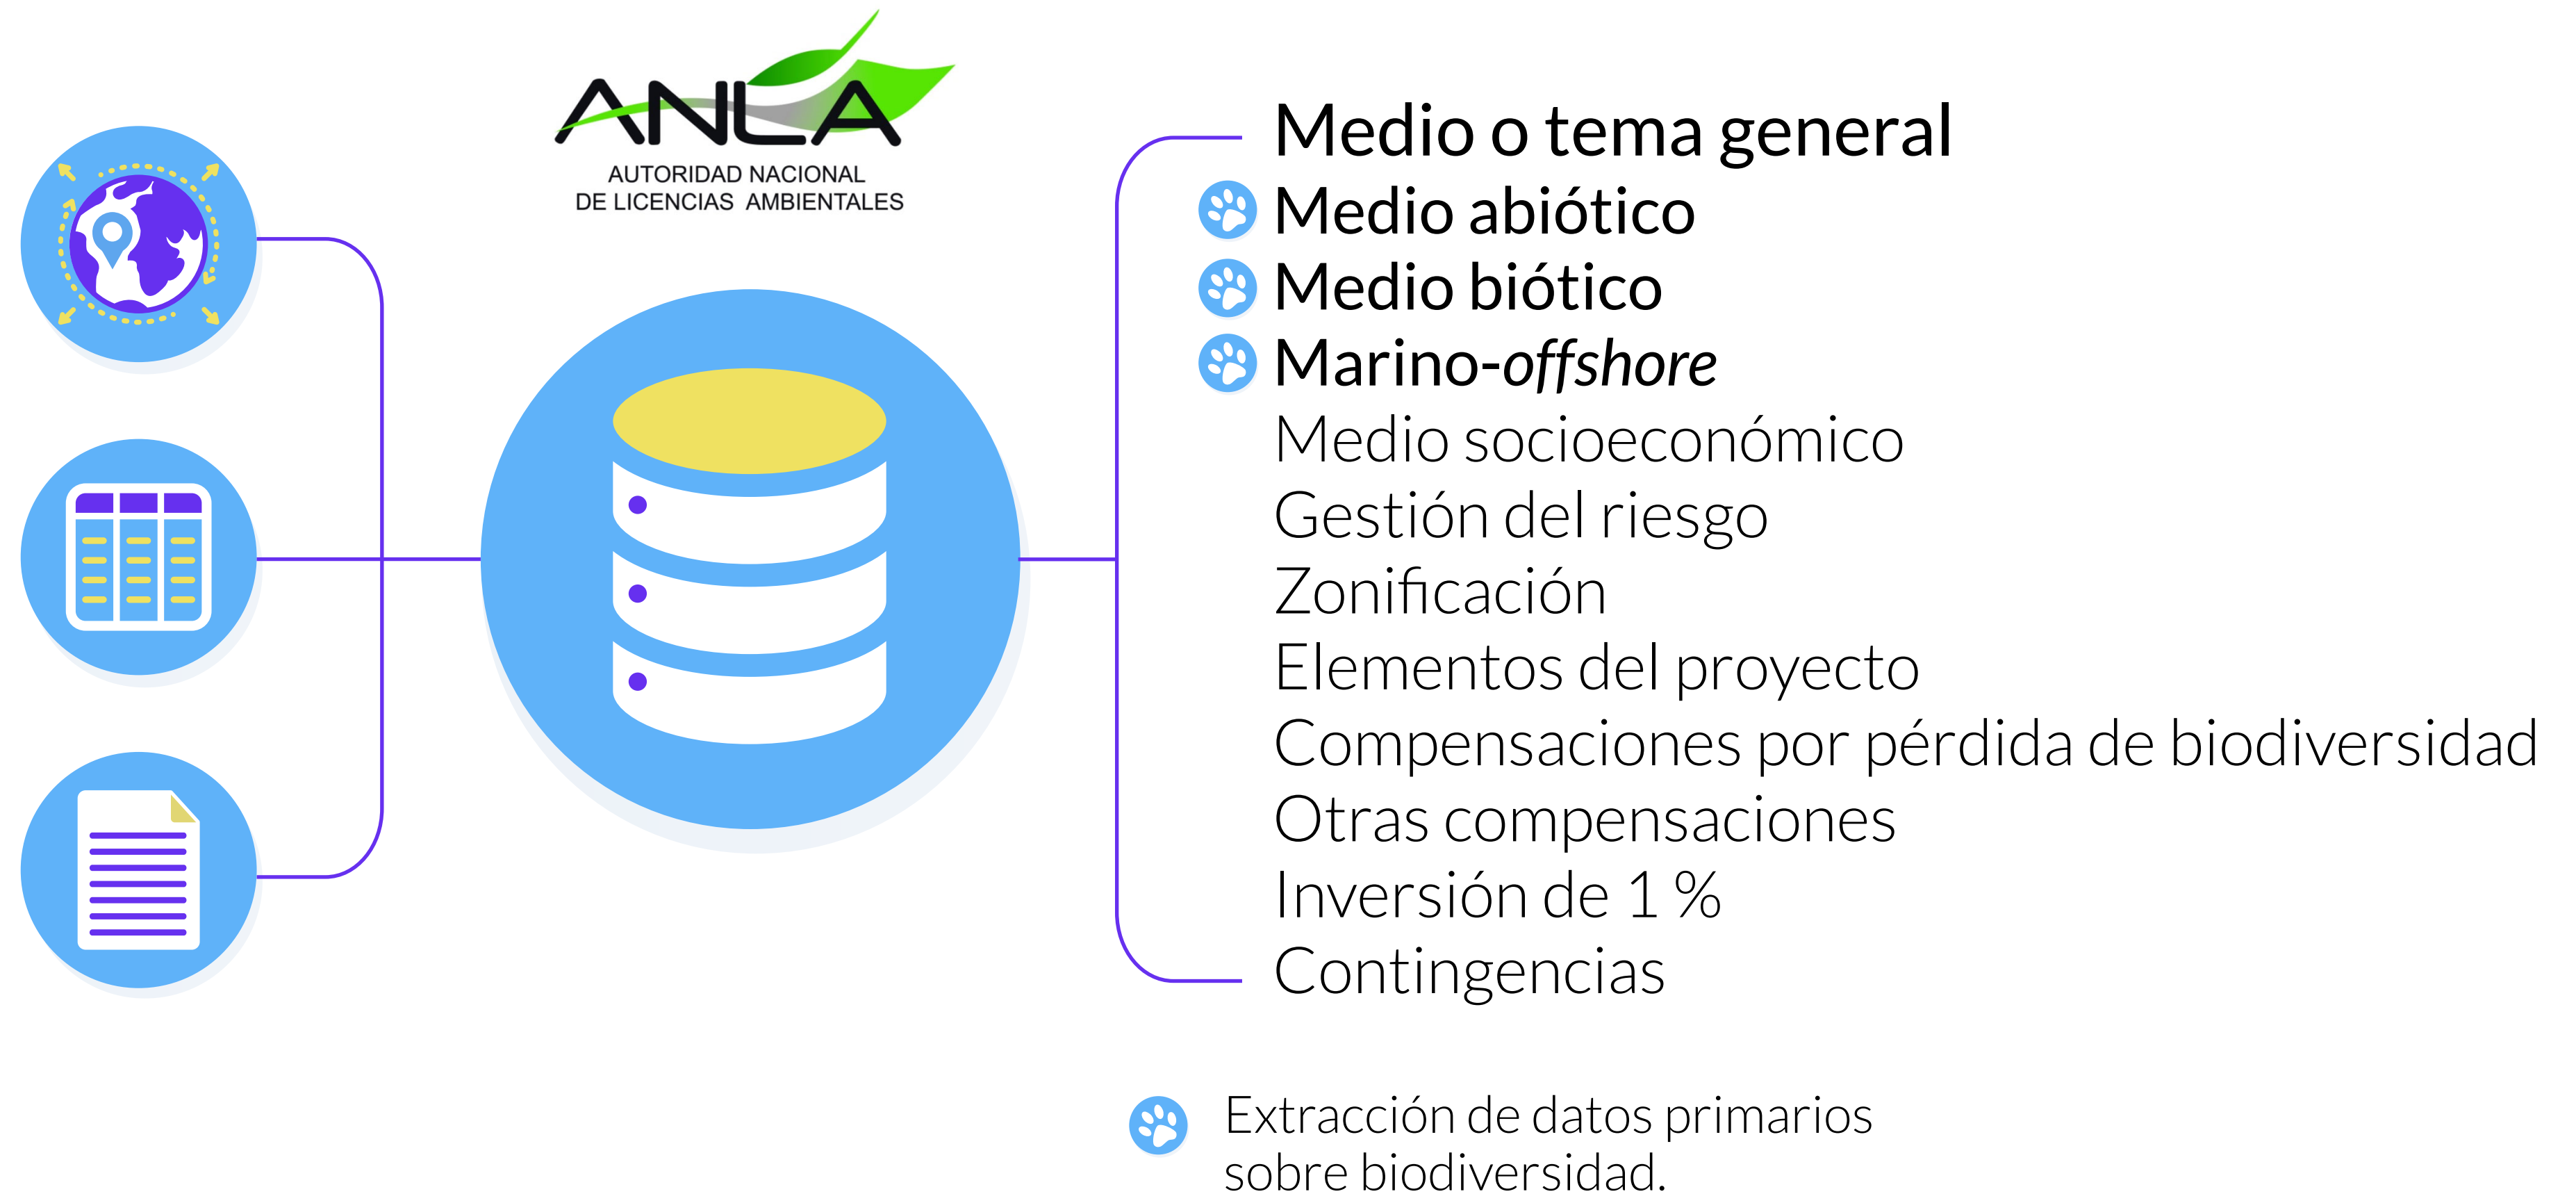 ANLA
AUTORIDAD NACIONAL
DE LICENCIAS AMBIENTALES
Medio o tema general
Medio abiótico
Medio biótico
Marino-offshore
Medio socioeconómico
Gestión del riesgo
Zonificación
Elementos del proyecto
Compensaciones por pérdida de biodiversidad
Otras compensaciones
Inversión de 1 %
Contingencias
Extracción de datos primarios
sobre biodiversidad.